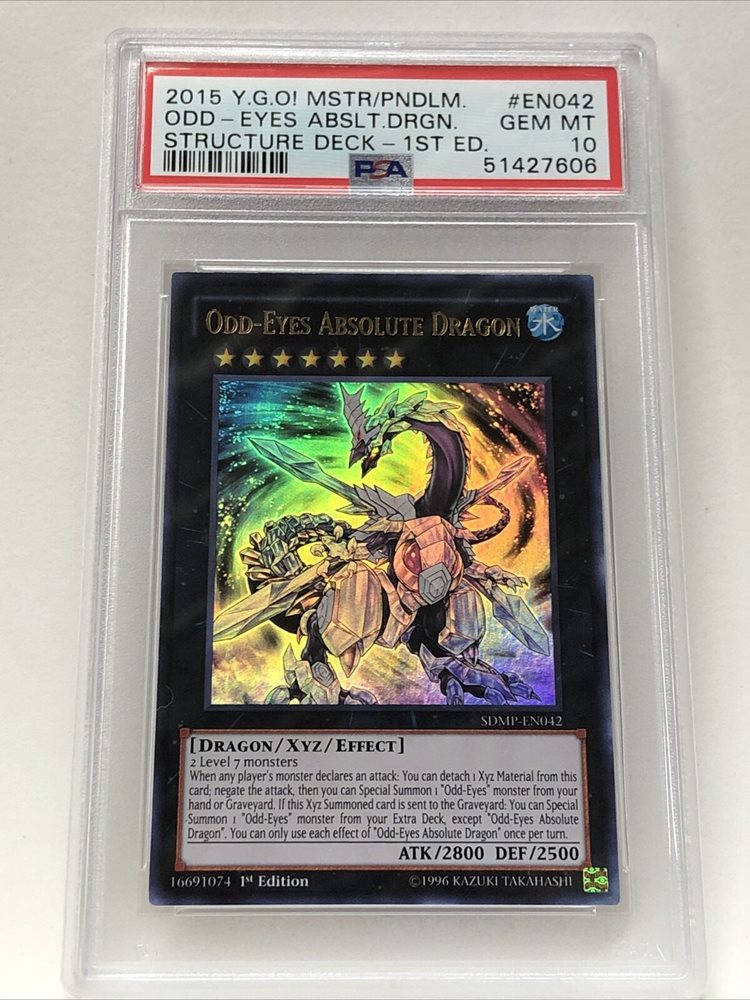 2015 Y.G.O! MSTR/PNDLM. #EN042
ODD-EYES ABSLT.DRGN. GEM MT
STRUCTURE DECK-1ST ED. 10
PSA 51427606
ODD-EYES ABSOLUTE DRAGON
WATER
水
SDMP-EN042
[DRAGON/XYZ/EFFECT]
2 Level 7 monsters
When any player's monster declares an attack: You can detach 1 Xyz Material from this
card; negate the attack, then you can Special Summon 1 "Odd-Eyes" monster from your
hand or Graveyard. If this Xyz Summoned card is sent to the Graveyard: You can Special
Summon 1 "Odd-Eyes" monster from your Extra Deck, except "Odd-Eyes Absolute
Dragon". You can only use each effect of "Odd-Eyes Absolute Dragon" once per turn.
ATK/2800 DEF/2500
16691074 1st Edition ©1996 KAZUKI TAKAHASHI